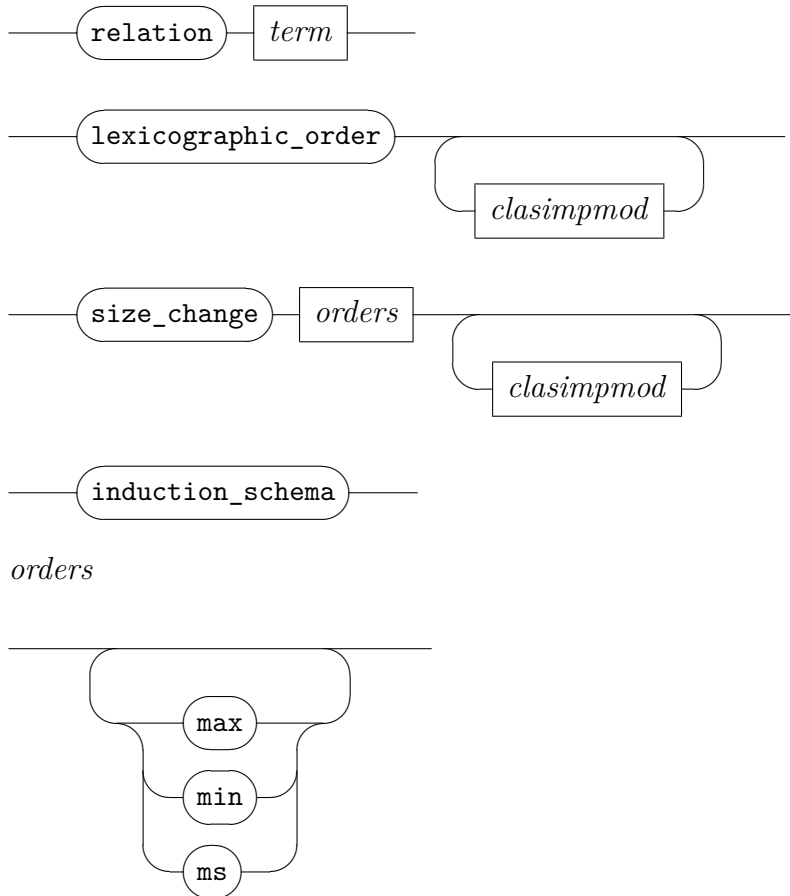 relation term
lexicographic_order
clasimpmod
size_change orders
clasimpmod
induction_schema
orders
max
min
ms